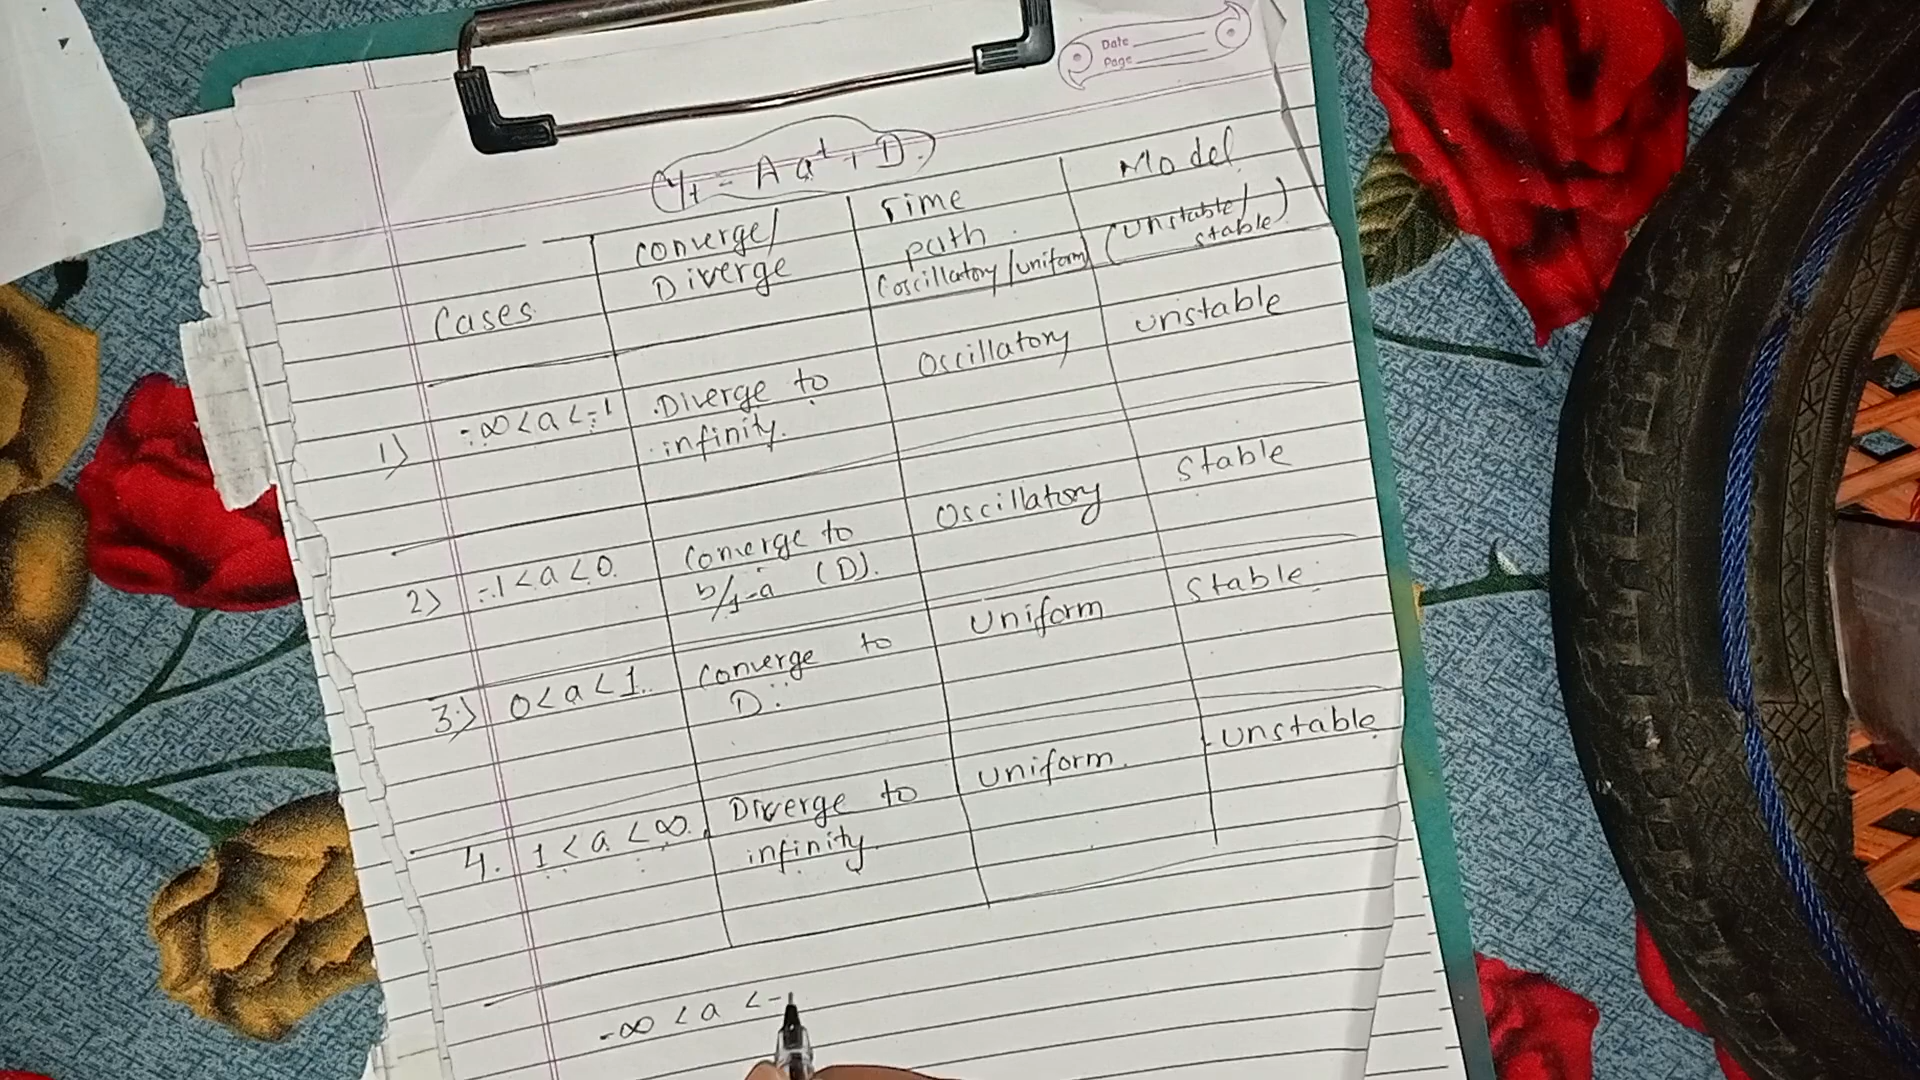 Date
Page
Yt = A aᵗ + D.
Cases
Converge/
Diverge
Time
path
(oscillatory/uniform)
Model
(unstable/
stable)
1) -∞ < a < -1
Diverge to
infinity.
Oscillatory
unstable
2) -1 < a < 0.
Converge to
b/1-a (D).
Oscillatory
Stable
3) 0 < a < 1.
Converge to
D.
Uniform
Stable
4. 1 < a < ∞.
Diverge to
infinity.
Uniform.
unstable
-∞ < a < -